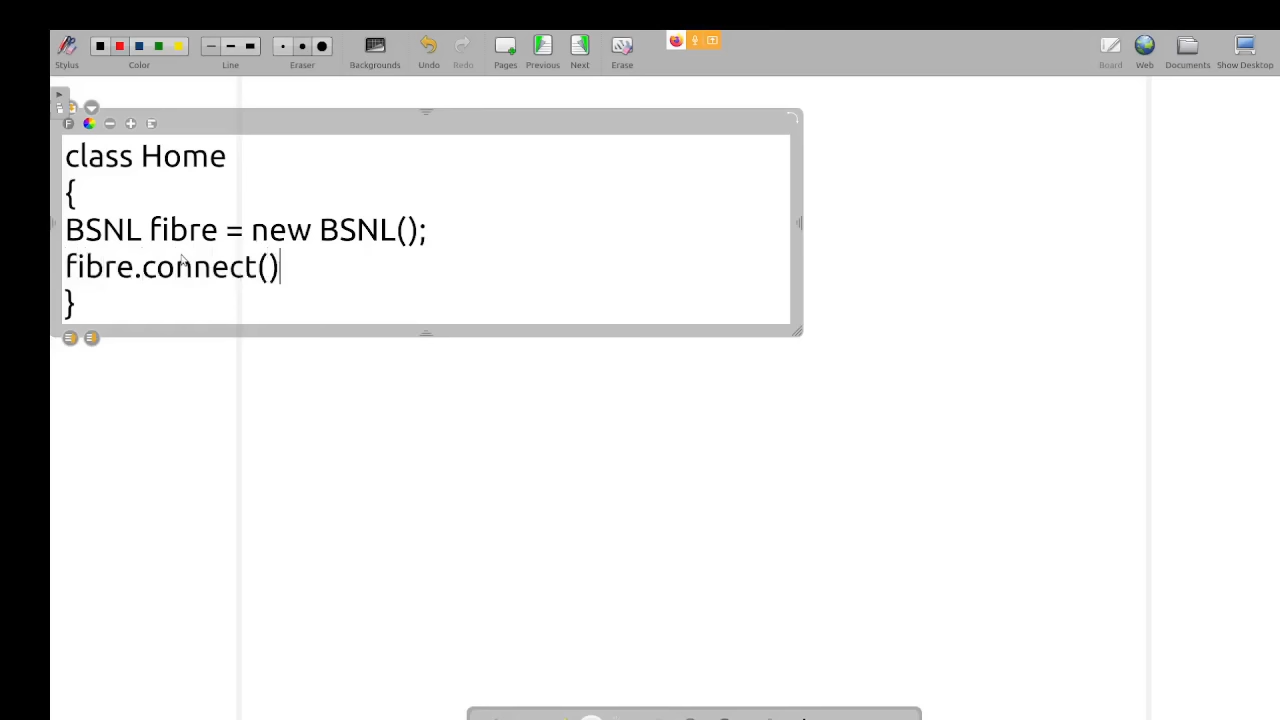 Stylus
Color
Line
Eraser
Backgrounds
Undo
Redo
Pages
Previous
Next
Erase
Board
Web
Documents
Show Desktop
F
class Home
{
BSNL fibre = new BSNL();
fibre.connect()
}